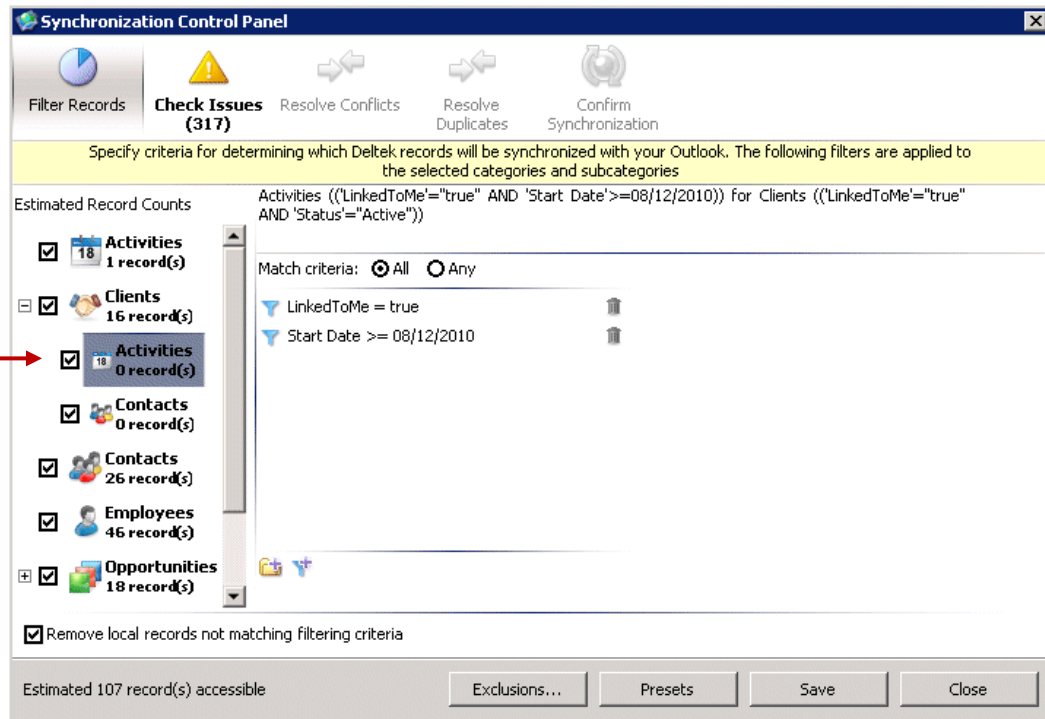 Synchronization Control Panel
Filter Records
Check Issues
(317)
Resolve Conflicts
Resolve
Duplicates
Confirm
Synchronization
Specify criteria for determining which Deltek records will be synchronized with your Outlook. The following filters are applied to
the selected categories and subcategories
Estimated Record Counts
Activities (('LinkedToMe'="true" AND 'Start Date'>=08/12/2010)) for Clients (('LinkedToMe'="true"
AND 'Status'="Active"))
18
Activities
1 record(s)
Clients
16 record(s)
18
Activities
0 record(s)
Contacts
0 record(s)
Contacts
26 record(s)
Employees
46 record(s)
Opportunities
18 record(s)
Match criteria: All Any
LinkedToMe = true
Start Date >= 08/12/2010
Remove local records not matching filtering criteria
Estimated 107 record(s) accessible
Exclusions...
Presets
Save
Close